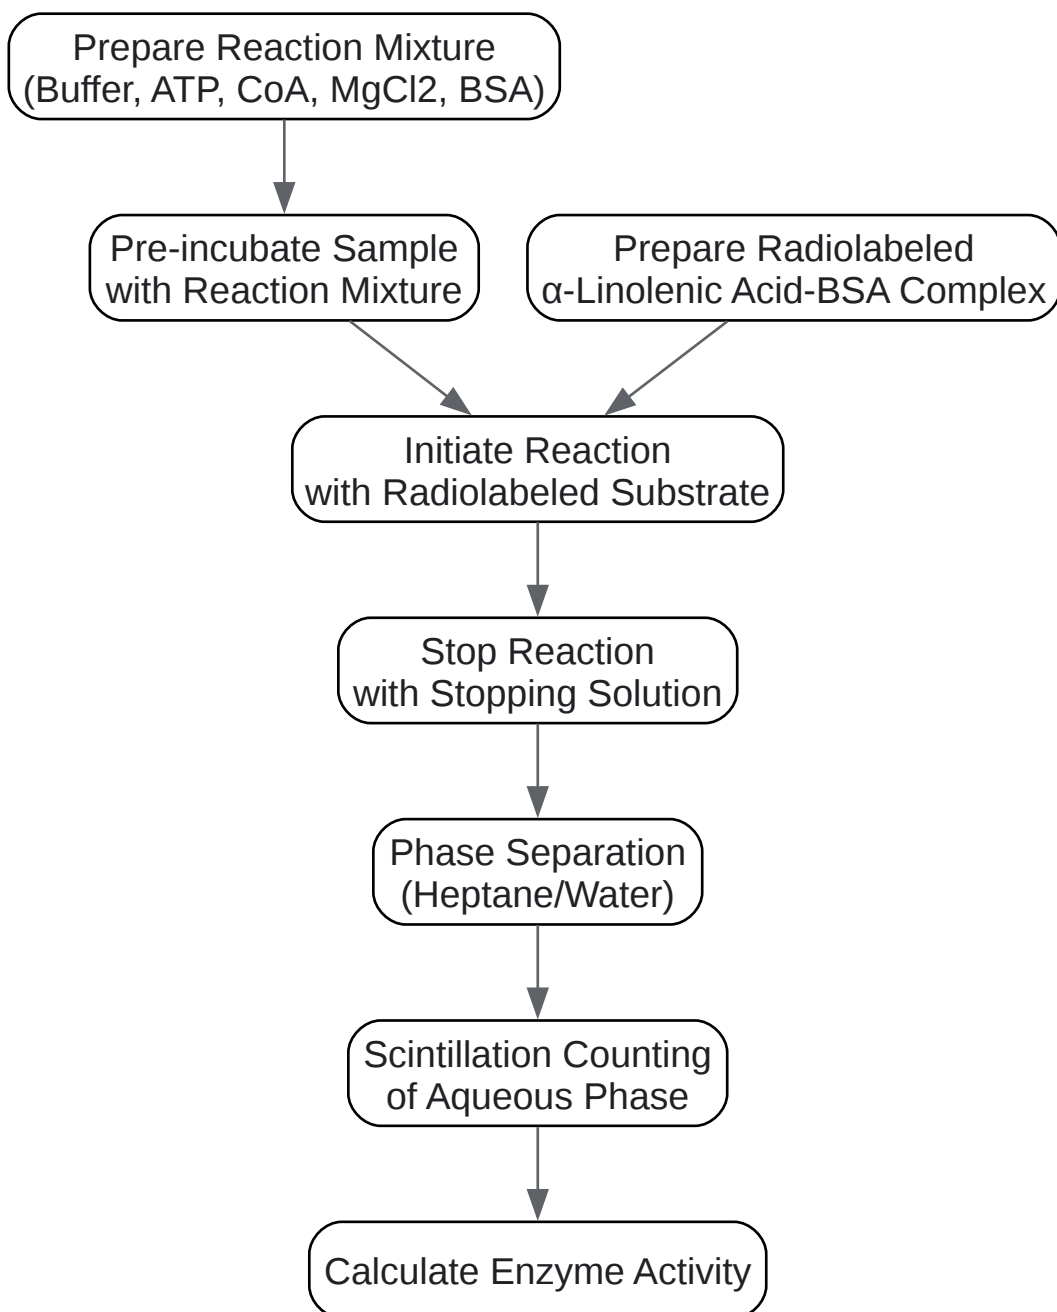 Prepare Reaction Mixture
(Buffer, ATP, CoA, MgCl2, BSA)
Pre-incubate Sample
with Reaction Mixture
Prepare Radiolabeled
α-Linolenic Acid-BSA Complex
Initiate Reaction
with Radiolabeled Substrate
Stop Reaction
with Stopping Solution
Phase Separation
(Heptane/Water)
Scintillation Counting
of Aqueous Phase
Calculate Enzyme Activity